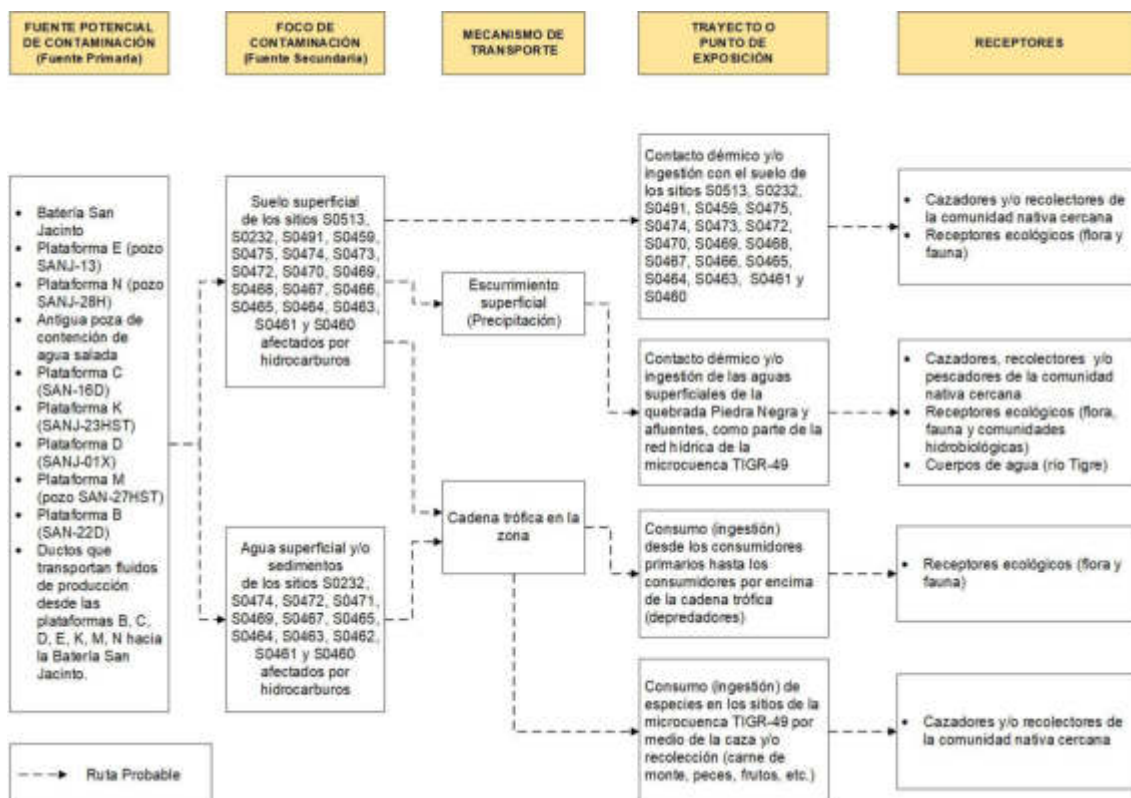 FUENTE POTENCIAL
DE CONTAMINACIÓN
(Fuente Primaria)
FOCO DE
CONTAMINACIÓN
(Fuente Secundaria)
MECANISMO DE
TRANSPORTE
TRAYECTO O
PUNTO DE
EXPOSICIÓN
RECEPTORES
• Batería San
Jacinto
• Plataforma E (pozo
SANJ-13)
• Plataforma N (pozo
SANJ-28H)
• Antigua poza de
contención de
agua salada
• Plataforma C
(SAN-16D)
• Plataforma K
(SANJ-23HST)
• Plataforma D
(SANJ-01X)
• Plataforma M
(pozo SAN-27HST)
• Plataforma B
(SAN-22D)
• Ductos que
transportan fluidos
de producción
desde las
plataformas B, C,
D, E, K, M, N hacia
la Batería San
Jacinto.
Suelo superficial
de los sitios S0513,
S0232, S0491, S0459,
S0475, S0474, S0473,
S0472, S0470, S0469,
S0468, S0467, S0466,
S0465, S0464, S0463,
S0461 y S0460
afectados por
hidrocarburos
Agua superficial y/o
sedimentos
de los sitios S0232,
S0474, S0472, S0471,
S0469, S0467, S0465,
S0464, S0463, S0462,
S0461 y S0460
afectados por
hidrocarburos
Escurrimiento
superficial
(Precipitación)
Cadena trófica en la
zona
Contacto dérmico y/o
ingestión con el suelo de
los sitios S0513, S0232,
S0491, S0459, S0475,
S0474, S0473, S0472,
S0470, S0469, S0468,
S0467, S0466, S0465,
S0464, S0463, S0461 y
S0460
Contacto dérmico y/o
ingestión de las aguas
superficiales de la
quebrada Piedra Negra y
afluentes, como parte de la
red hídrica de la
microcuenca TIGR-49
Consumo (ingestión)
desde los consumidores
primarios hasta los
consumidores por encima
de la cadena trófica
(depredadores)
Consumo (ingestión) de
especies en los sitios de la
microcuenca TIGR-49 por
medio de la caza y/o
recolección (carne de
monte, peces, frutos, etc.)
• Cazadores y/o recolectores de
la comunidad nativa cercana
• Receptores ecológicos (flora y
fauna)
• Cazadores, recolectores y/o
pescadores de la comunidad
nativa cercana
• Receptores ecológicos (flora,
fauna y comunidades
hidrobiológicas)
• Cuerpos de agua (río Tigre)
• Receptores ecológicos (flora y
fauna)
• Cazadores y/o recolectores de
la comunidad nativa cercana
Ruta Probable